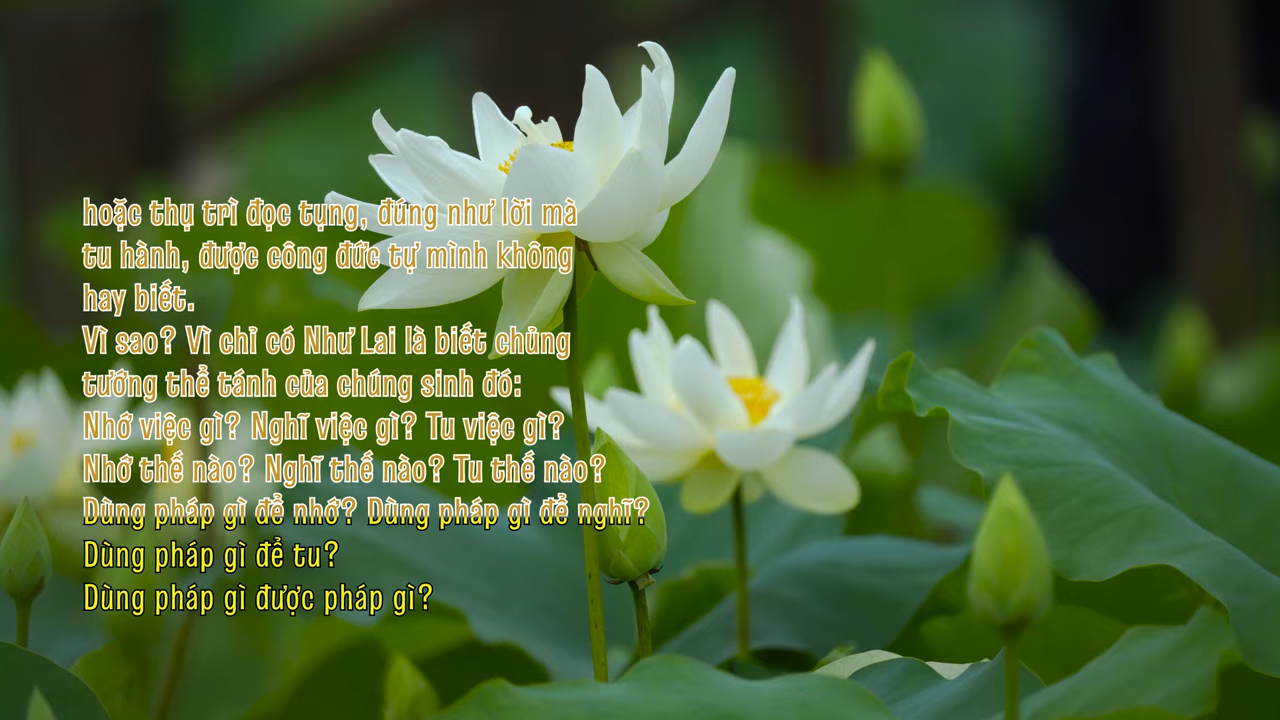 hoặc thụ trì đọc tụng, đúng như lời mà
tu hành, được công đức tự mình không
hay biết.
Vì sao? Vì chỉ có Như Lai là biết chủng
tướng thể tánh của chúng sinh đó:
Nhớ việc gì? Nghĩ việc gì? Tu việc gì?
Nhớ thế nào? Nghĩ thế nào? Tu thế nào?
Dùng pháp gì để nhớ? Dùng pháp gì để nghĩ?
Dùng pháp gì để tu?
Dùng pháp gì được pháp gì?